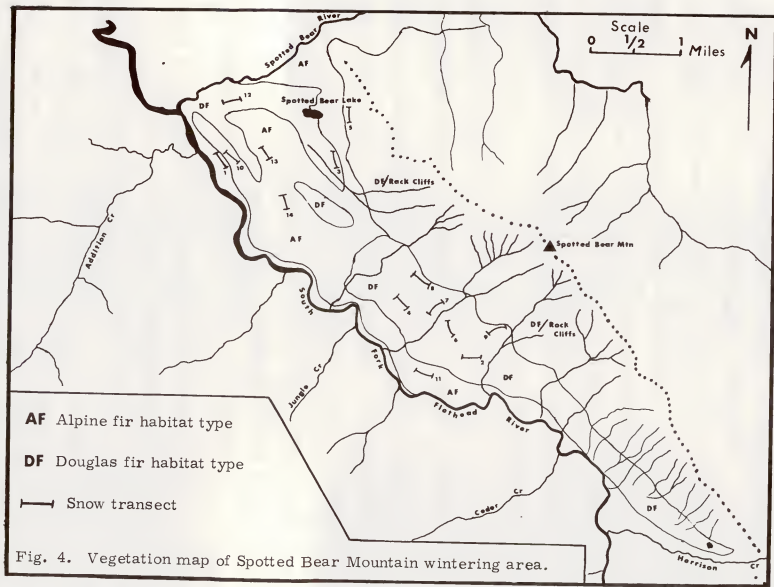 Spotted Bear River
Scale
0 1/2 1
Miles
N
AF
DF
12
Spotted Bear Lake
AF
5
1
10
13
3
DF/Rock Cliffs
14
DF
AF
Addition Cr
Spotted Bear Mtn
DF
8
7
DF/Rock
Cliffs
2
11
AF
DF
South
Fork
Flathead
River
Jungle Cr
Cedar Cr
DF
Harrison
Cr
AF Alpine fir habitat type
DF Douglas fir habitat type
Snow transect
Fig. 4. Vegetation map of Spotted Bear Mountain wintering area.